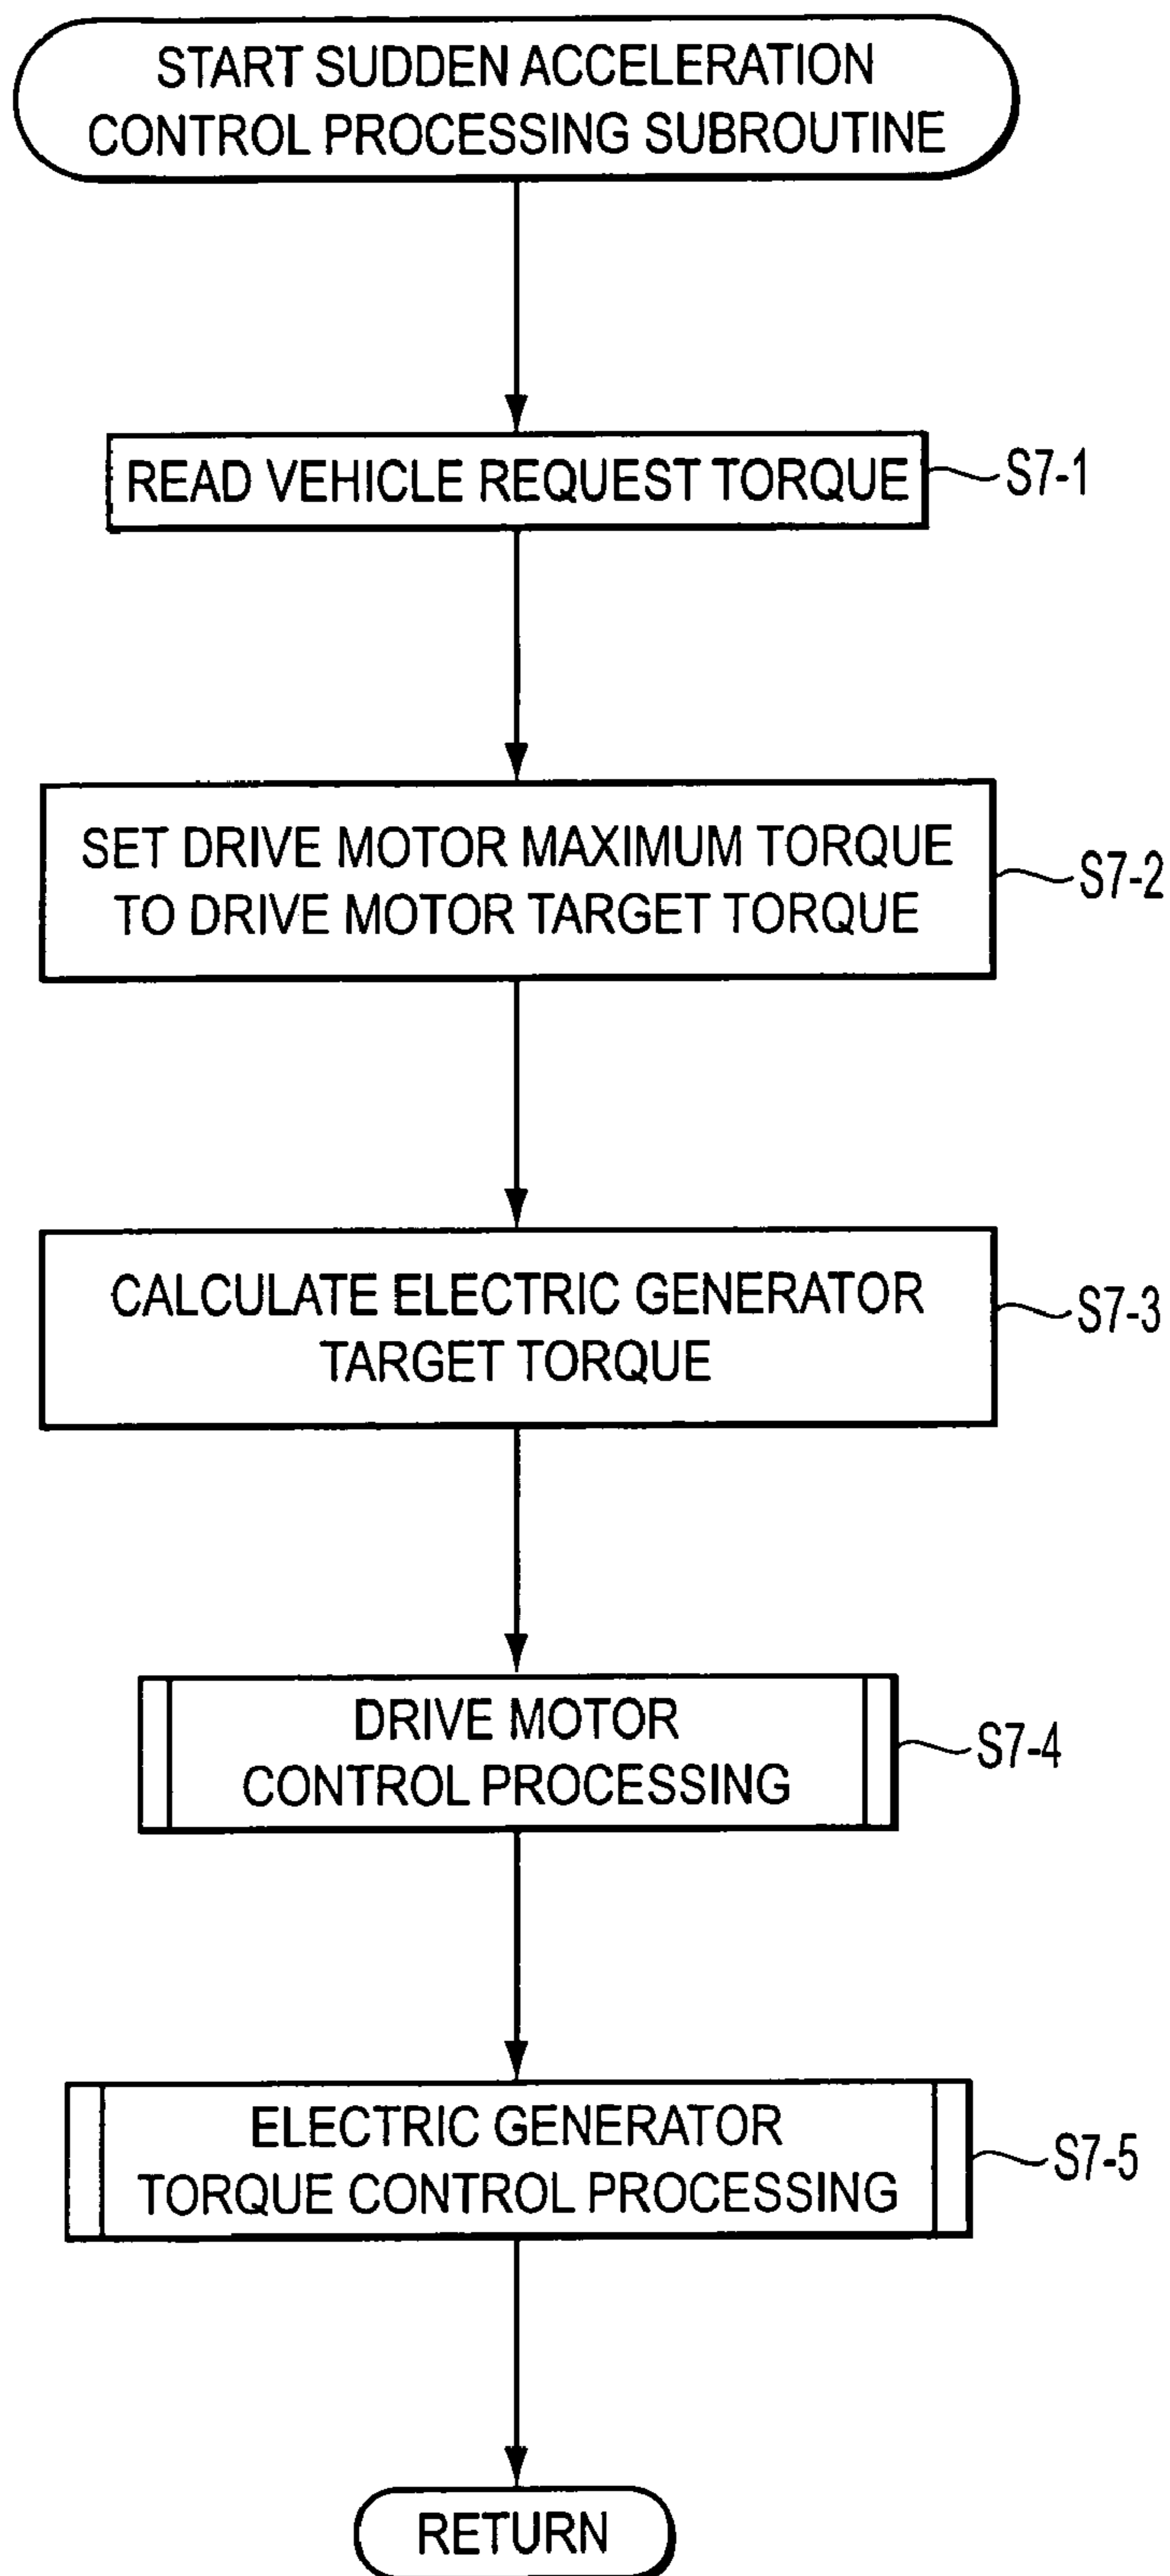 START SUDDEN ACCELERATION
CONTROL PROCESSING SUBROUTINE
READ VEHICLE REQUEST TORQUE
S7-1
SET DRIVE MOTOR MAXIMUM TORQUE
TO DRIVE MOTOR TARGET TORQUE
S7-2
CALCULATE ELECTRIC GENERATOR
TARGET TORQUE
S7-3
DRIVE MOTOR
CONTROL PROCESSING
S7-4
ELECTRIC GENERATOR
TORQUE CONTROL PROCESSING
S7-5
RETURN